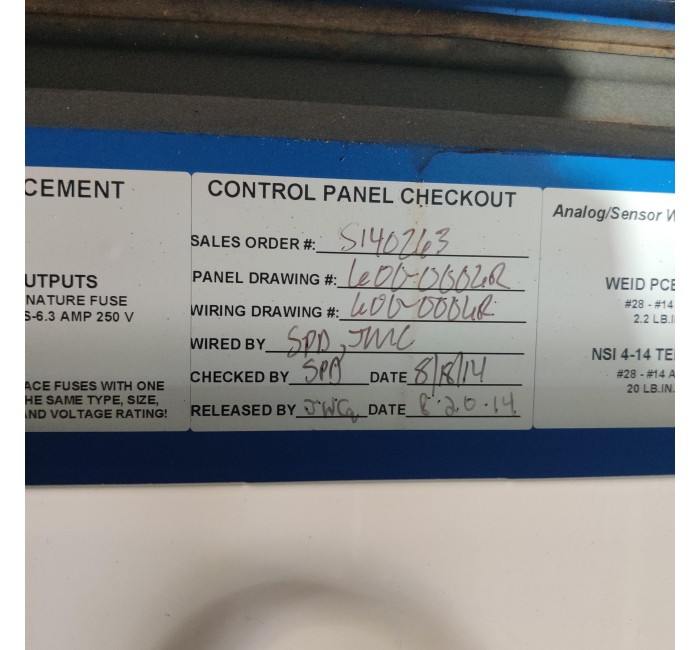 CEMENT
UTPUTS
NATURE FUSE
S-6.3 AMP 250 V
ACE FUSES WITH ONE
HE SAME TYPE, SIZE,
ND VOLTAGE RATING!
CONTROL PANEL CHECKOUT
SALES ORDER #: S140263
PANEL DRAWING #:
WIRING DRAWING #:
WIRED BY SPD, JMC
CHECKED BY SPD DATE 8/18/14
RELEASED BY DATE 8.20.14
Analog/Sensor W
WEID PCE
#28 - #14
2.2 LB.I
NSI 4-14 TE
#28 - #14 A
20 LB.IN.